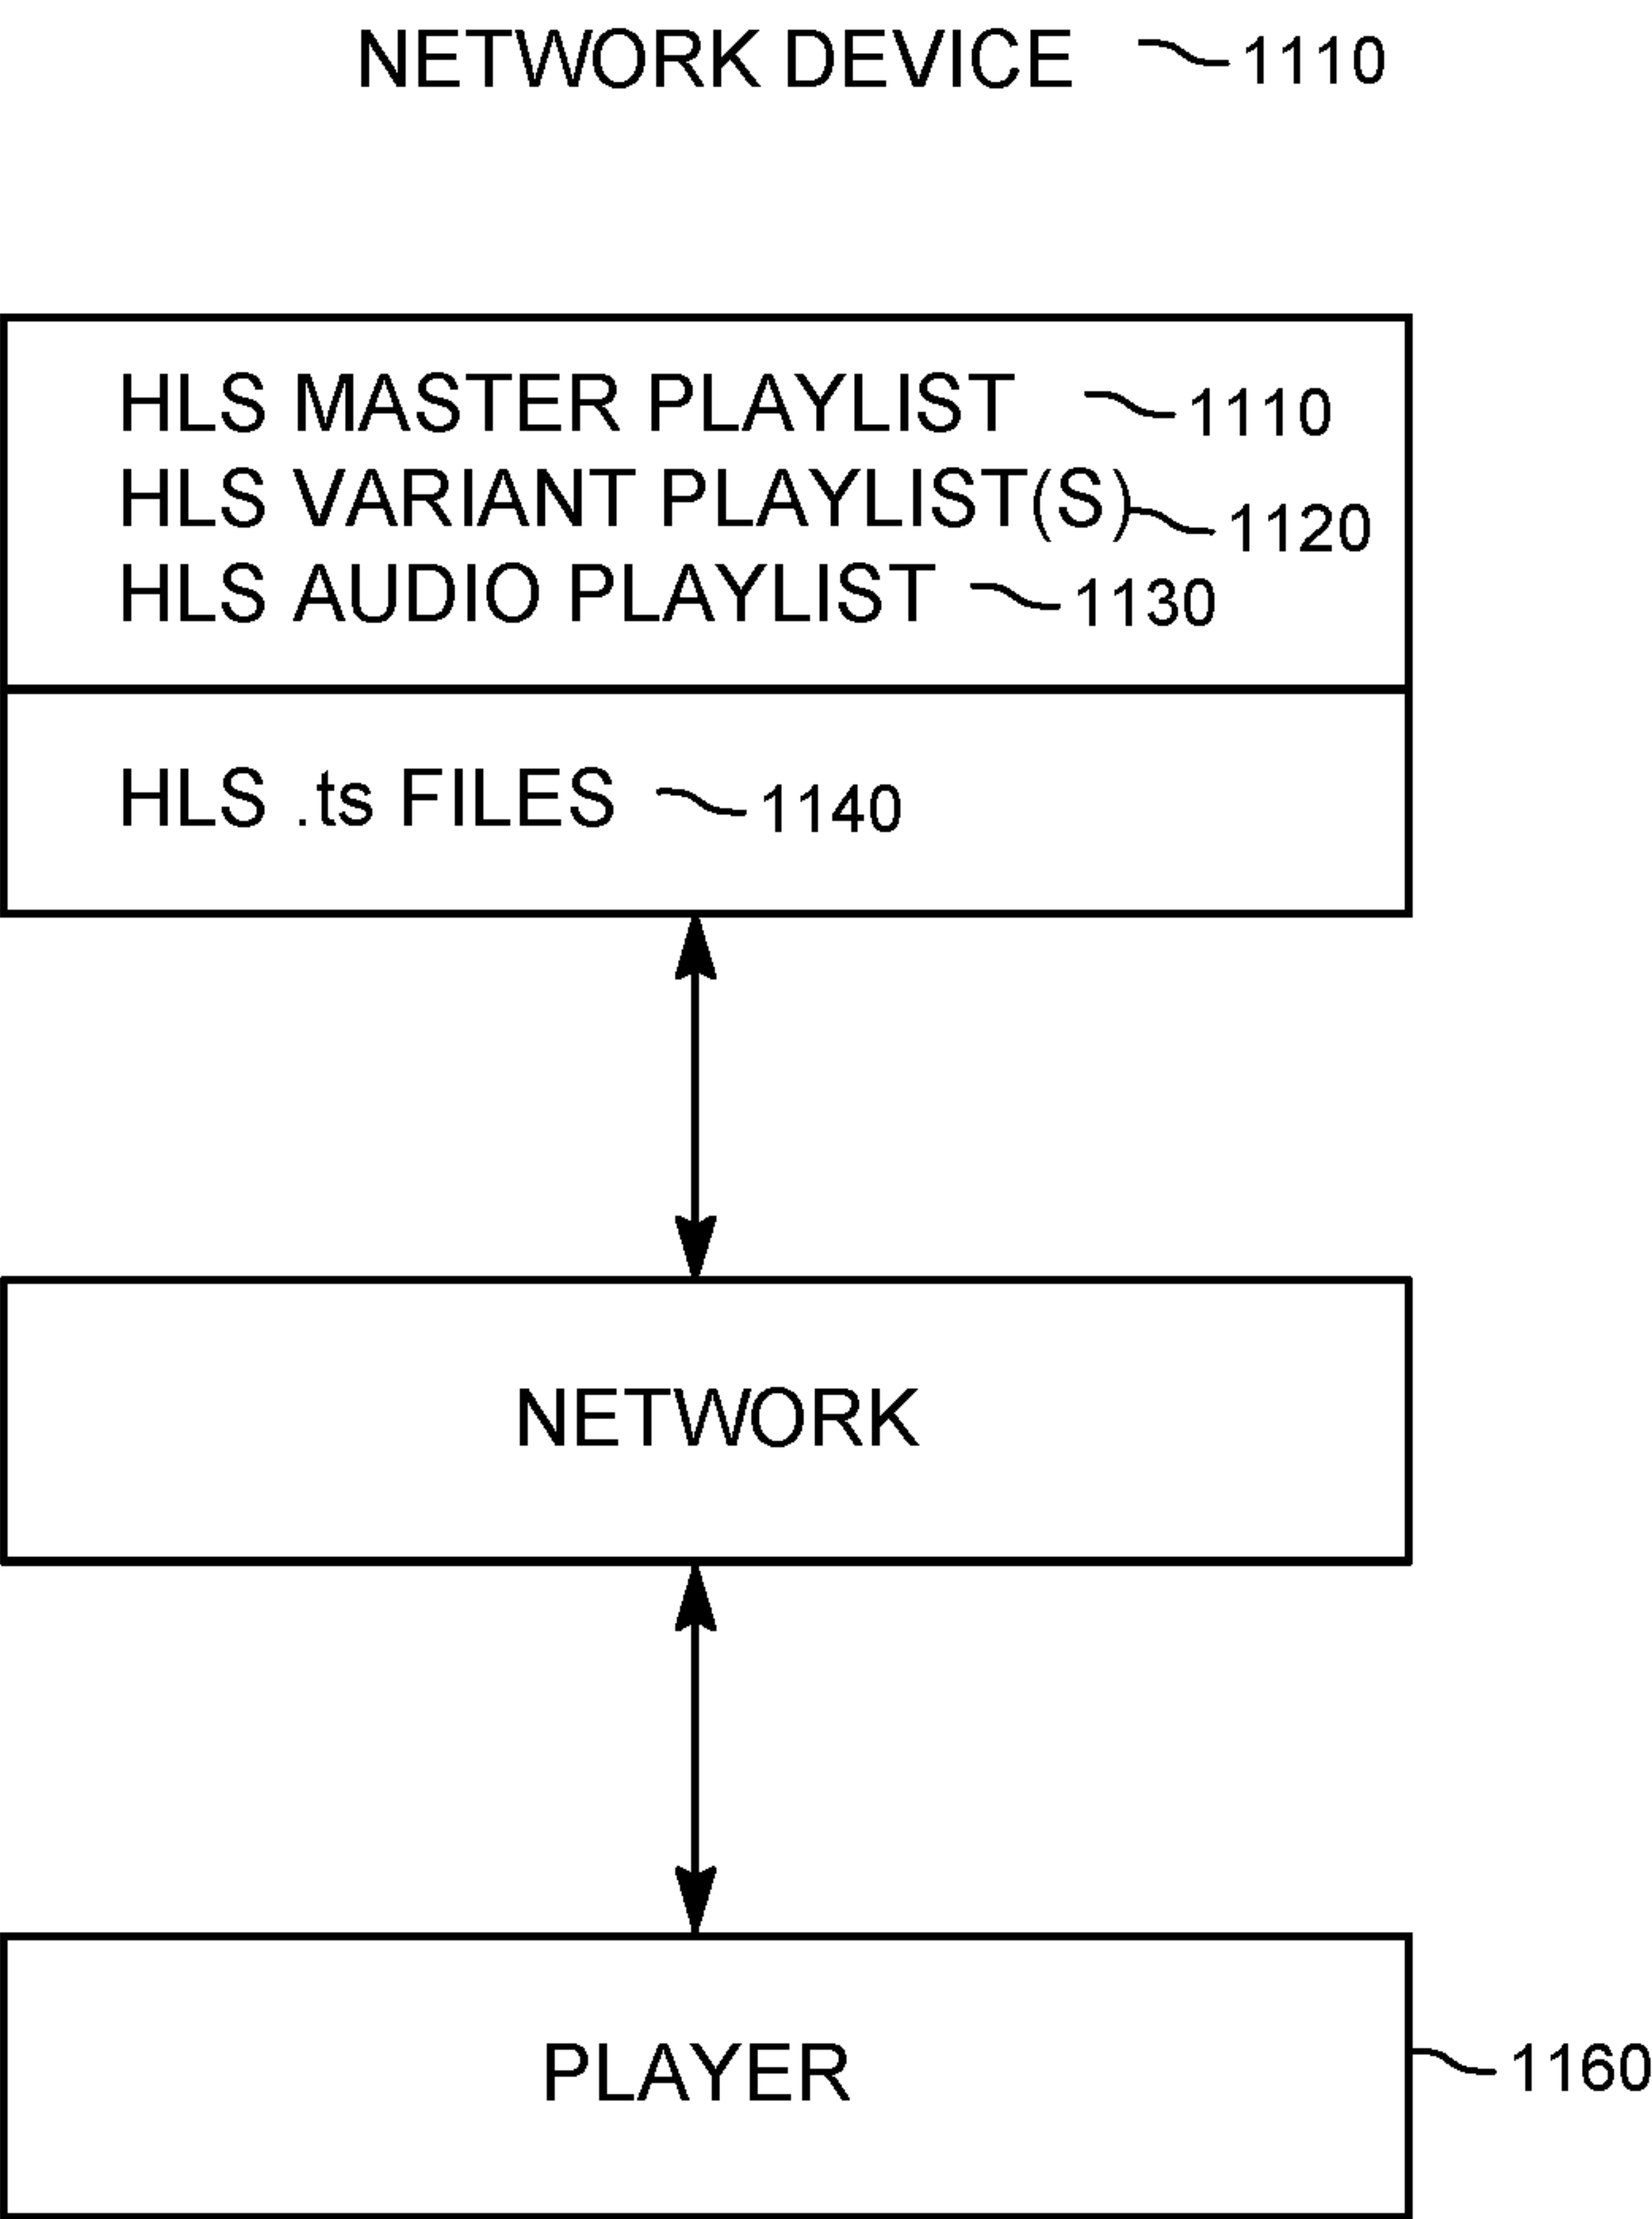 NETWORK DEVICE 1110
HLS MASTER PLAYLIST 1110
HLS VARIANT PLAYLIST(S) 1120
HLS AUDIO PLAYLIST 1130
HLS .ts FILES 1140
NETWORK
PLAYER 1160